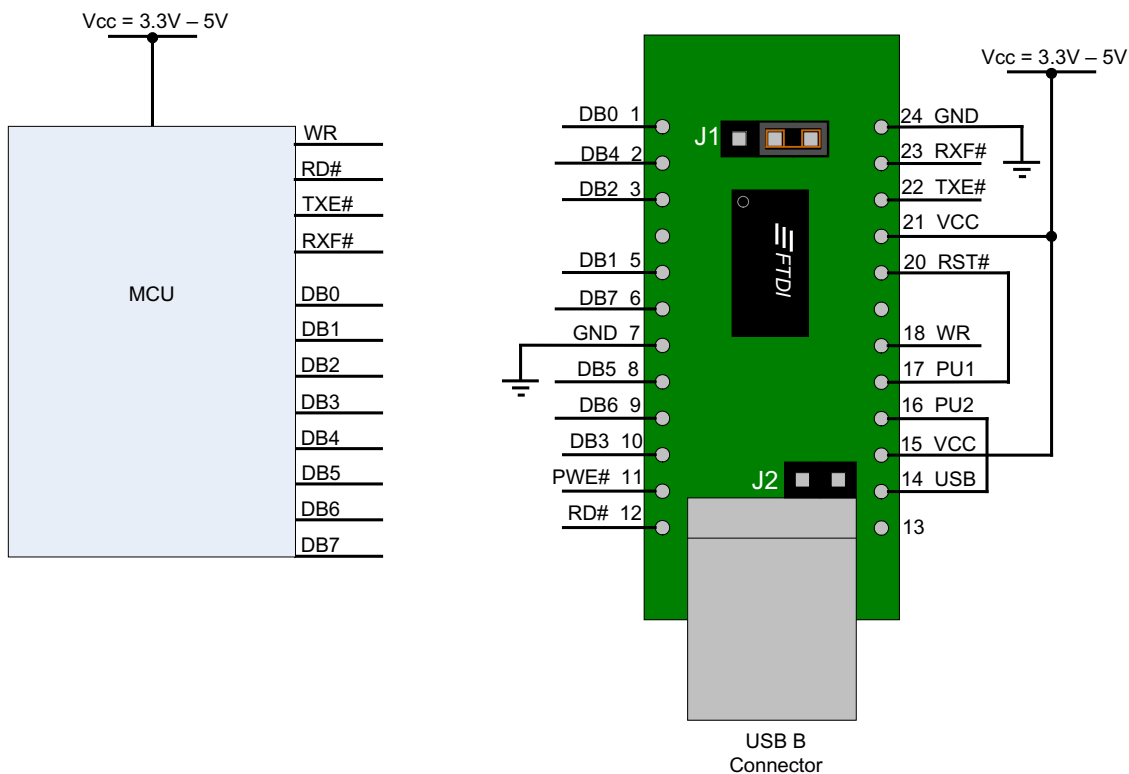 Vcc = 3.3V – 5V
WR
RD#
TXE#
RXF#
MCU
DB0
DB1
DB2
DB3
DB4
DB5
DB6
DB7
DB0 1
DB4 2
DB2 3
DB1 5
DB7 6
GND 7
DB5 8
DB6 9
DB3 10
PWE# 11
RD# 12
J1
FTDI
J2
Vcc = 3.3V – 5V
24 GND
23 RXF#
22 TXE#
21 VCC
20 RST#
18 WR
17 PU1
16 PU2
15 VCC
14 USB
13
USB B
Connector